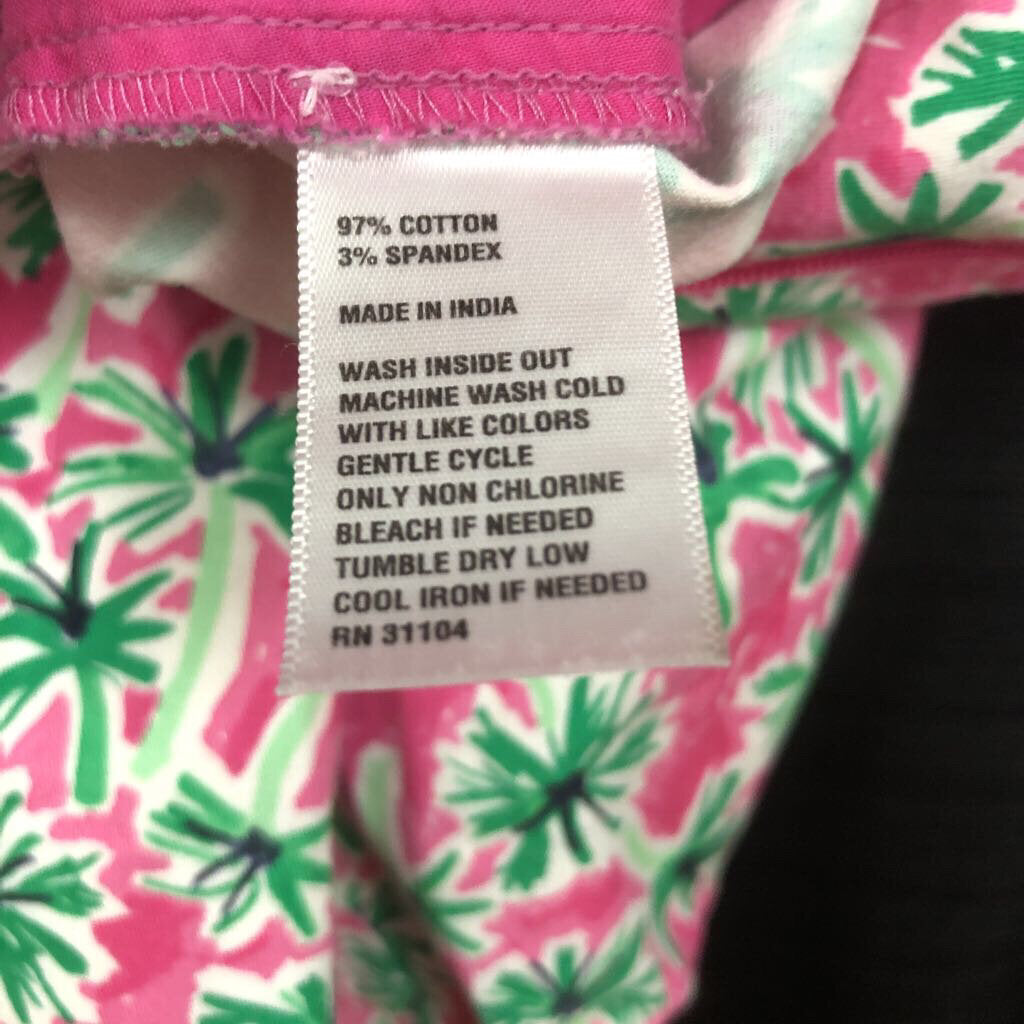 97% COTTON
3% SPANDEX
MADE IN INDIA
WASH INSIDE OUT
MACHINE WASH COLD
WITH LIKE COLORS
GENTLE CYCLE
ONLY NON CHLORINE
BLEACH IF NEEDED
TUMBLE DRY LOW
COOL IRON IF NEEDED
RN 31104